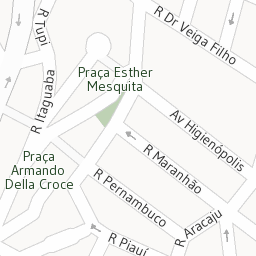 R Tupi
R Dr Veiga Filho
Praça Esther
Mesquita
R Itaguaba
Av Higienópolis
R Maranhão
Praça
Armando
Della Croce
R Pernambuco
R Aracaju
R Piauí